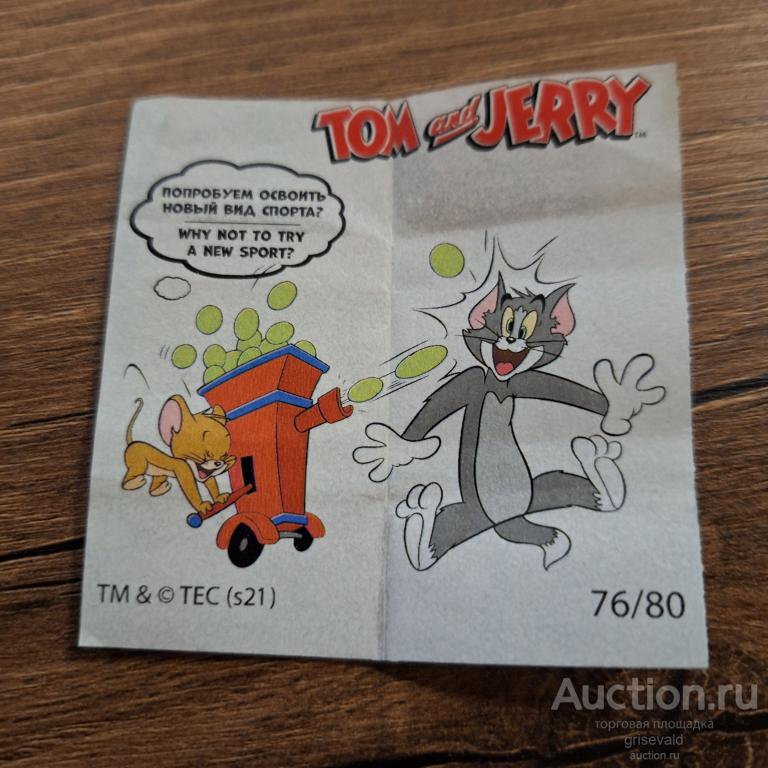 TOM and JERRY™
ПОПРОБУЕМ ОСВОИТЬ
НОВЫЙ ВИД СПОРТА?
WHY NOT TO TRY
A NEW SPORT?
TM & © TEC (s21)
76/80
Auction.ru
торговая площадка
grisevald
auction.ru